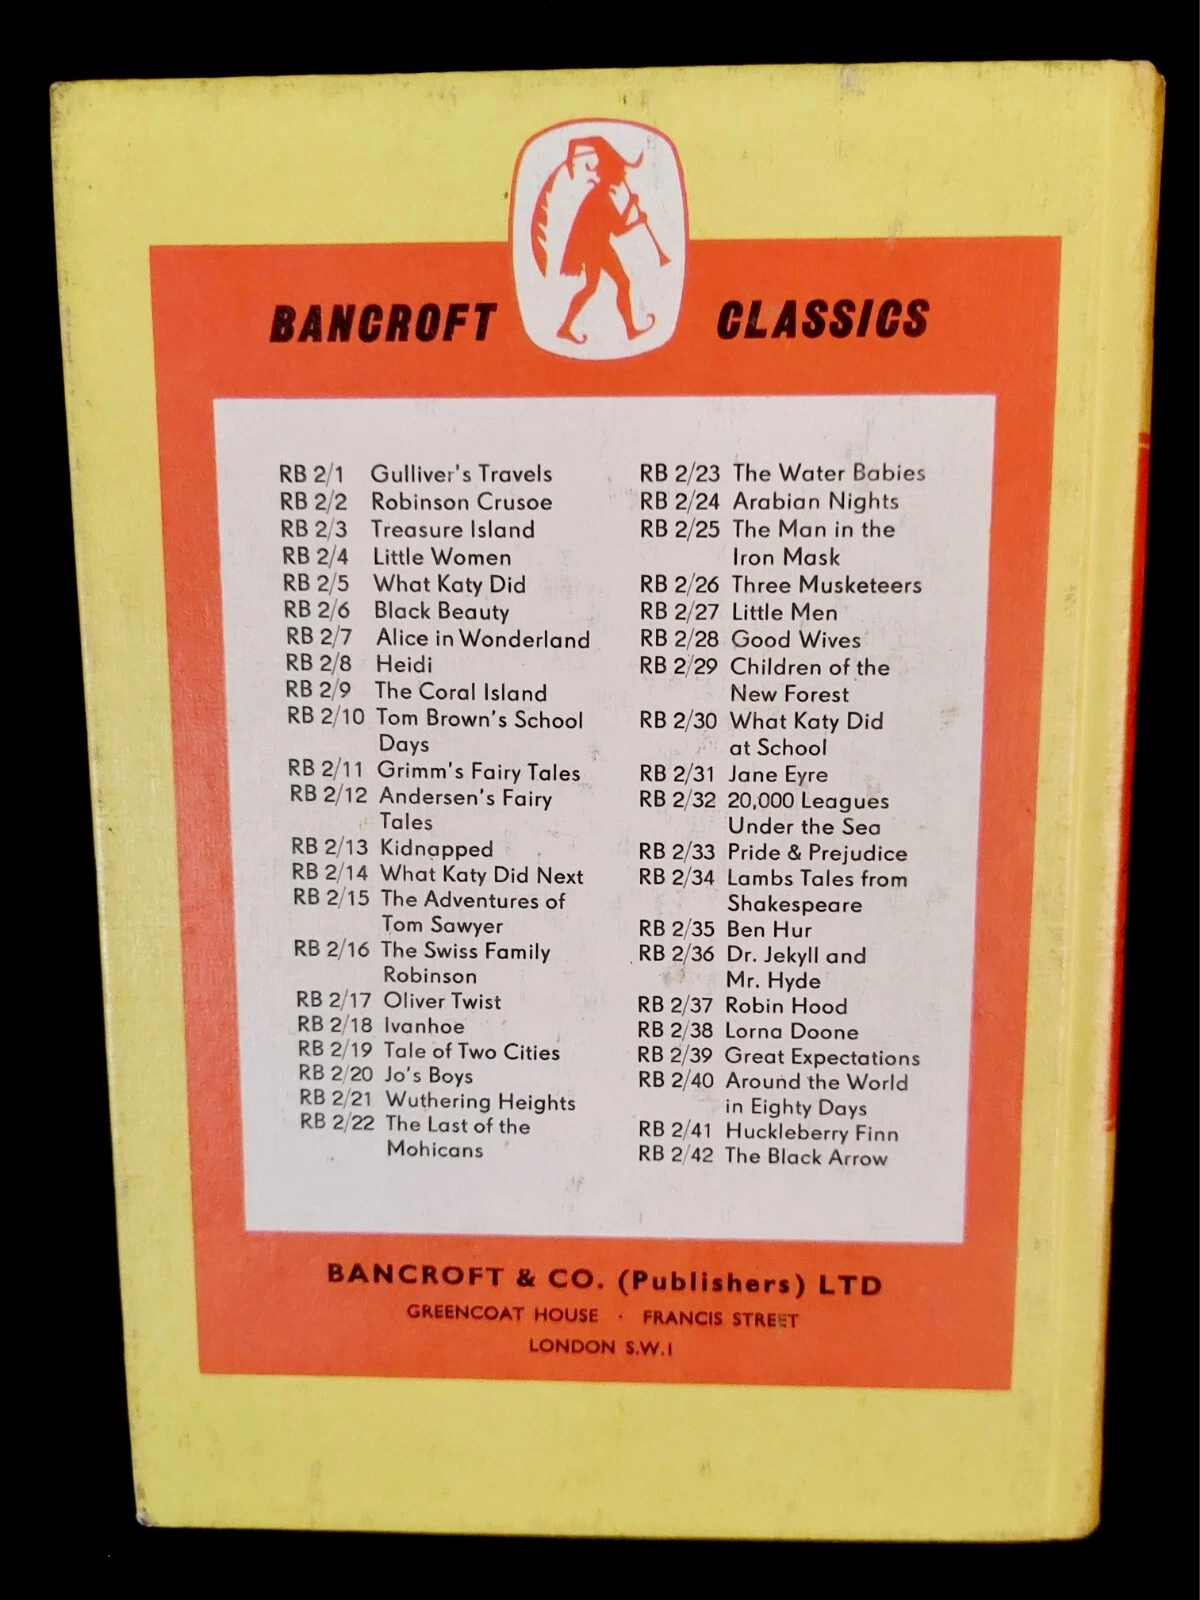 BANCROFT CLASSICS
RB 2/1 Gulliver's Travels
RB 2/2 Robinson Crusoe
RB 2/3 Treasure Island
RB 2/4 Little Women
RB 2/5 What Katy Did
RB 2/6 Black Beauty
RB 2/7 Alice in Wonderland
RB 2/8 Heidi
RB 2/9 The Coral Island
RB 2/10 Tom Brown's School
Days
RB 2/11 Grimm's Fairy Tales
RB 2/12 Andersen's Fairy
Tales
RB 2/13 Kidnapped
RB 2/14 What Katy Did Next
RB 2/15 The Adventures of
Tom Sawyer
RB 2/16 The Swiss Family
Robinson
RB 2/17 Oliver Twist
RB 2/18 Ivanhoe
RB 2/19 Tale of Two Cities
RB 2/20 Jo's Boys
RB 2/21 Wuthering Heights
RB 2/22 The Last of the
Mohicans
RB 2/23 The Water Babies
RB 2/24 Arabian Nights
RB 2/25 The Man in the
Iron Mask
RB 2/26 Three Musketeers
RB 2/27 Little Men
RB 2/28 Good Wives
RB 2/29 Children of the
New Forest
RB 2/30 What Katy Did
at School
RB 2/31 Jane Eyre
RB 2/32 20,000 Leagues
Under the Sea
RB 2/33 Pride & Prejudice
RB 2/34 Lambs Tales from
Shakespeare
RB 2/35 Ben Hur
RB 2/36 Dr. Jekyll and
Mr. Hyde
RB 2/37 Robin Hood
RB 2/38 Lorna Doone
RB 2/39 Great Expectations
RB 2/40 Around the World
in Eighty Days
RB 2/41 Huckleberry Finn
RB 2/42 The Black Arrow
BANCROFT & CO. (Publishers) LTD
GREENCOAT HOUSE · FRANCIS STREET
LONDON S.W.1